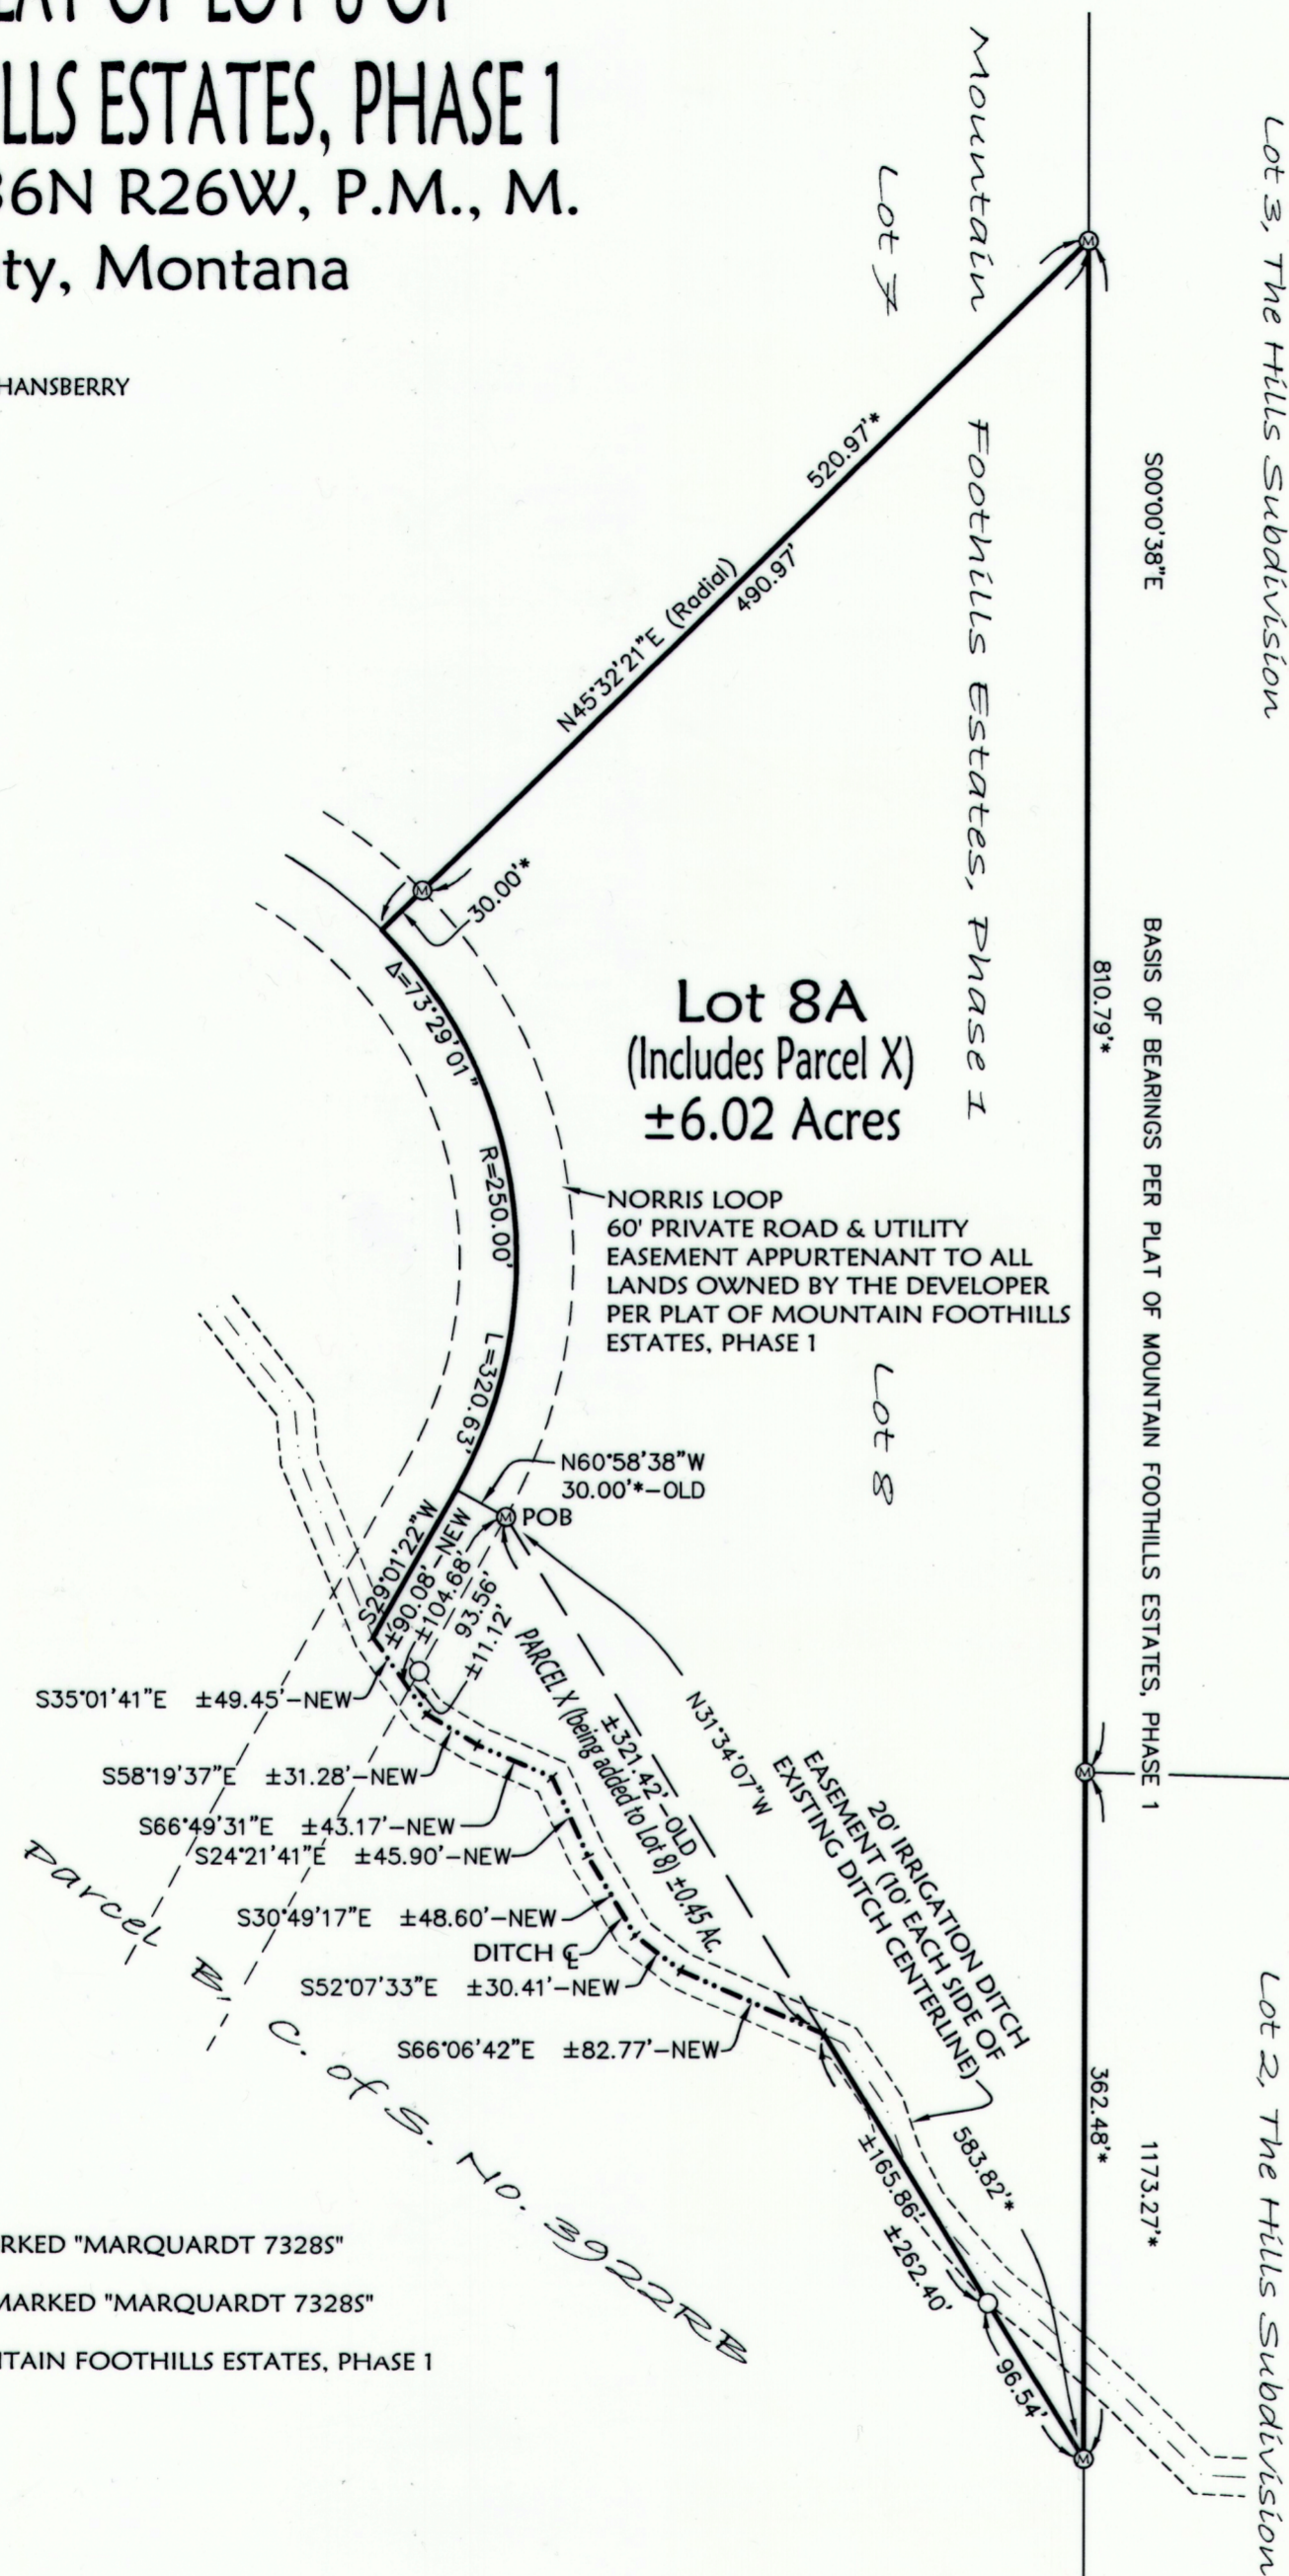 LAT OF LOT 8 OF
LLS ESTATES, PHASE 1
36N R26W, P.M., M.
ty, Montana
HANSBERRY
Mountain Foothills Estates, Phase 1
Lot 7
Lot 3, The Hills Subdivision
S00°00'38"E
520.97'*
490.97'
N45°32'21"E (Radial)
30.00'*
810.79'*
BASIS OF BEARINGS PER PLAT OF MOUNTAIN FOOTHILLS ESTATES, PHASE 1
Lot 8A
(Includes Parcel X)
±6.02 Acres
Δ=73°29'01"
R=250.00'
L=320.63'
NORRIS LOOP
60' PRIVATE ROAD & UTILITY
EASEMENT APPURTENANT TO ALL
LANDS OWNED BY THE DEVELOPER
PER PLAT OF MOUNTAIN FOOTHILLS
ESTATES, PHASE 1
Lot 8
N60°58'38"W
30.00'*-OLD
POB
S29°01'22"W
±90.08'-NEW
±104.68'
93.56'
±11.12'
PARCEL X (being added to Lot 8) ±0.45 Ac.
±321.42'-OLD
N31°34'07"W
20' IRRIGATION DITCH
EASEMENT (10' EACH SIDE OF
EXISTING DITCH CENTERLINE)
S35°01'41"E ±49.45'-NEW
S58°19'37"E ±31.28'-NEW
S66°49'31"E ±43.17'-NEW
S24°21'41"E ±45.90'-NEW
S30°49'17"E ±48.60'-NEW
DITCH ℄
S52°07'33"E ±30.41'-NEW
S66°06'42"E ±82.77'-NEW
Parcel B, C. of S. No. 3922RB
362.48'*
1173.27'*
Lot 2, The Hills Subdivision
583.82'*
±165.86'
±262.40'
96.54'
M
M
M
M
M
RKED "MARQUARDT 7328S"
MARKED "MARQUARDT 7328S"
NTAIN FOOTHILLS ESTATES, PHASE 1